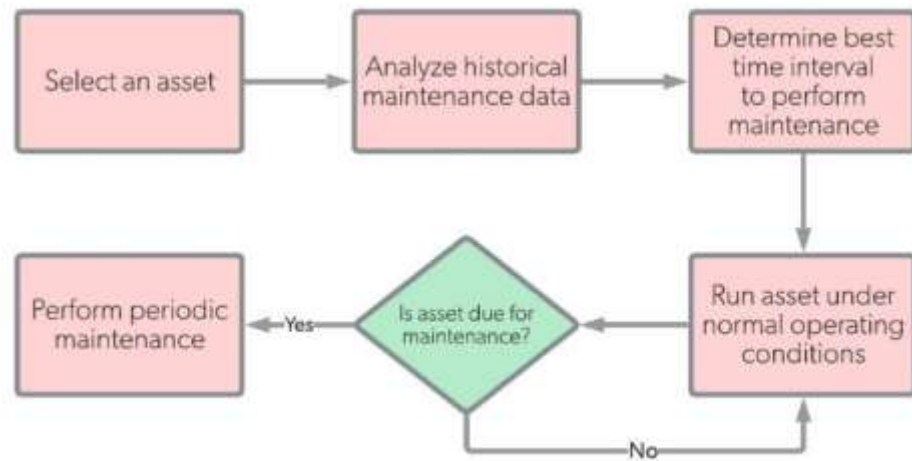 Select an asset
Analyze historical
maintenance data
Determine best
time interval
to perform
maintenance
Run asset under
normal operating
conditions
Is asset due for
maintenance?
Yes
Perform periodic
maintenance
No